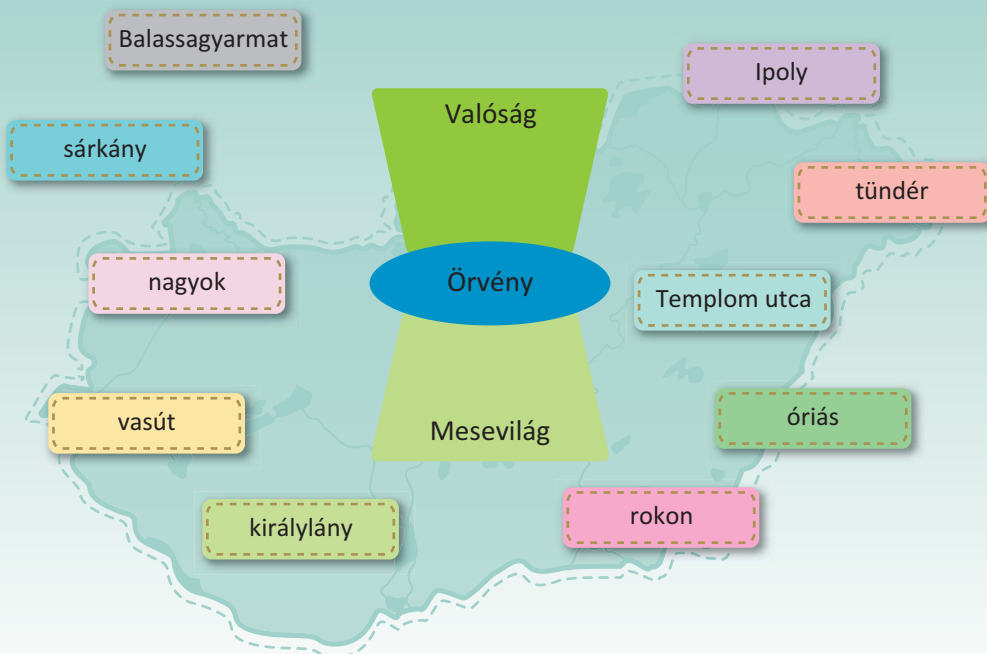 Balassagyarmat
Ipoly
Valóság
sárkány
tündér
nagyok
Örvény
Templom utca
vasút
Mesevilág
óriás
királylány
rokon